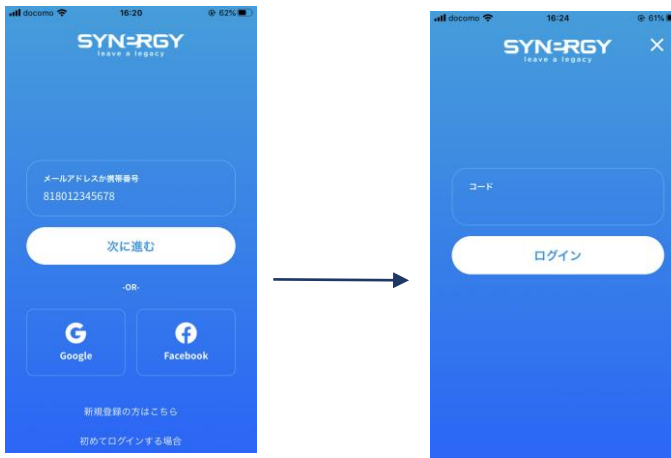 docomo 16:20 62%
SYNERGY
leave a legacy
メールアドレスか携帯番号
818012345678
次に進む
-OR-
Google Facebook
新規登録の方はこちら
初めてログインする場合
docomo 16:24 61%
SYNERGY ×
leave a legacy
コード
ログイン